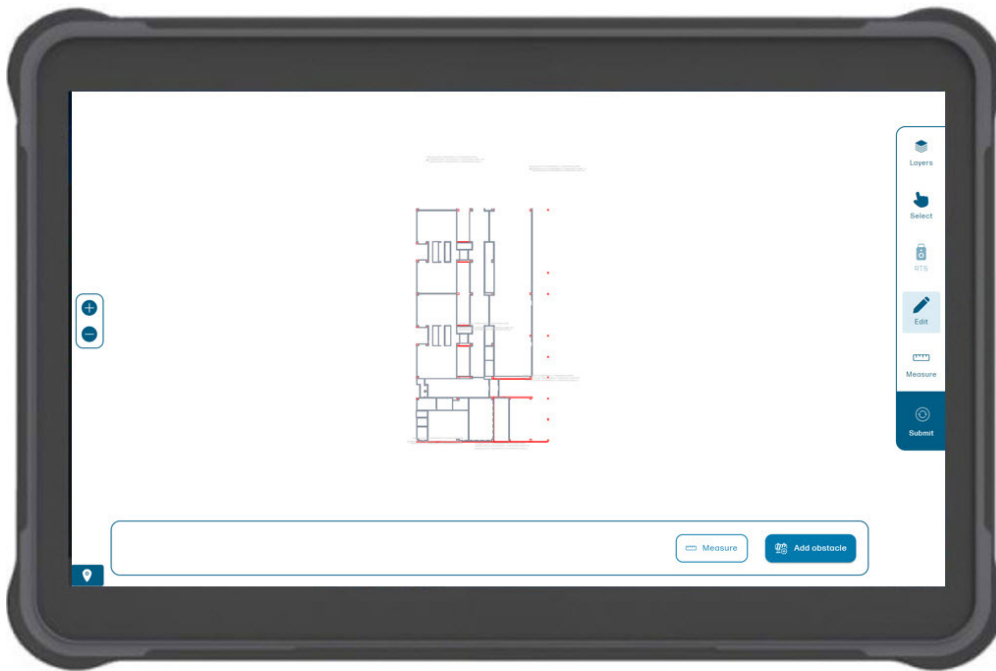 Layers
Select
RTS
Edit
Measure
Submit
Measure
Add obstacle